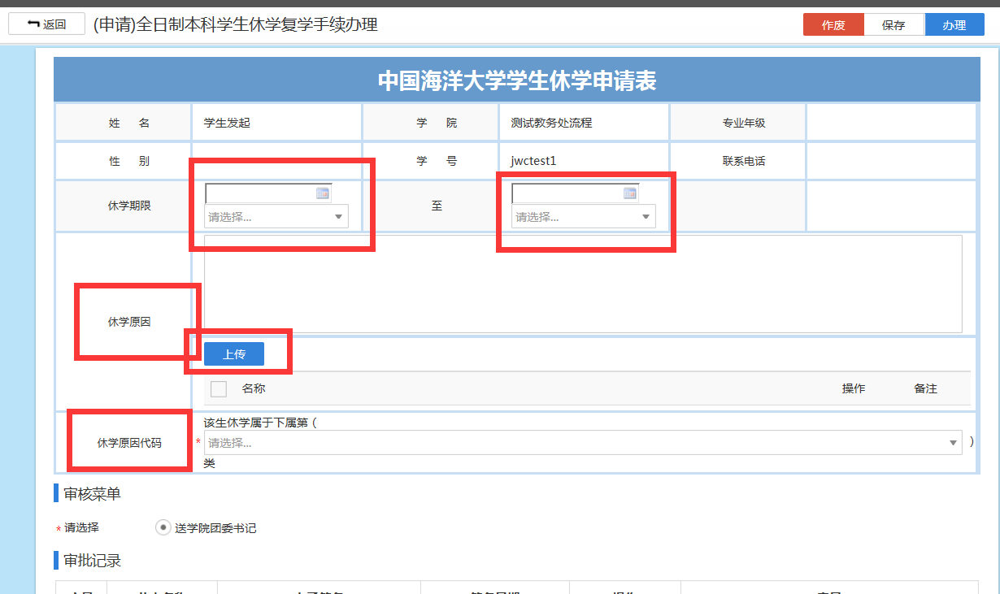 返回 (申请)全日制本科学生休学复学手续办理 作废 保存 办理
中国海洋大学学生休学申请表
姓 名 学生发起 学 院 测试教务处流程 专业年级
性 别 学 号 jwctest1 联系电话
休学期限 请选择... 至 请选择...
休学原因
上传
名称 操作 备注
该生休学属于下属第（
休学原因代码 * 请选择... ）
类
审核菜单
* 请选择 送学院团委书记
审批记录